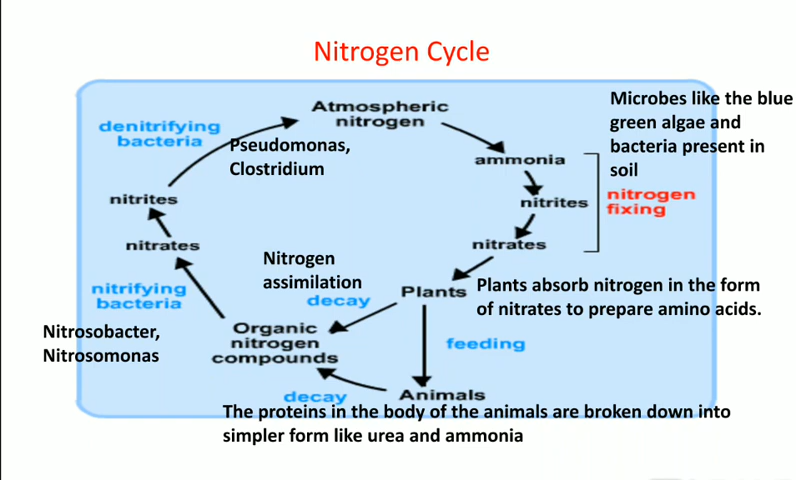 Nitrogen Cycle
Atmospheric
nitrogen
Microbes like the blue
green algae and
bacteria present in
soil
denitrifying
bacteria
Pseudomonas,
Clostridium
ammonia
nitrogen
fixing
nitrites
nitrites
nitrates
nitrates
Nitrogen
assimilation
decay
Plants
Plants absorb nitrogen in the form
of nitrates to prepare amino acids.
nitrifying
bacteria
Nitrosobacter,
Nitrosomonas
Organic
nitrogen
compounds
feeding
decay
Animals
The proteins in the body of the animals are broken down into
simpler form like urea and ammonia